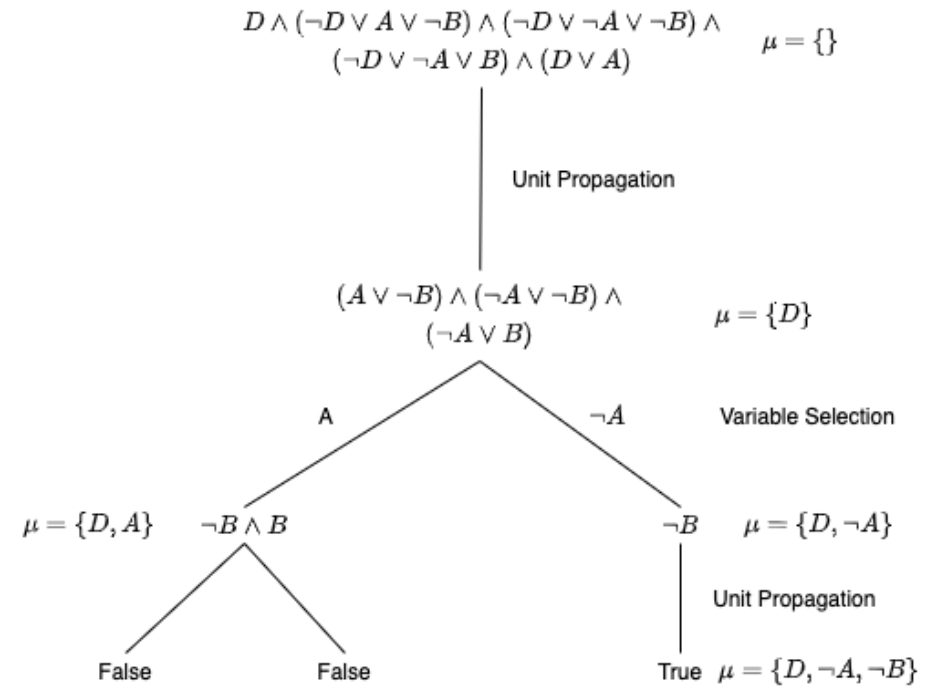 D ∧ (¬D ∨ A ∨ ¬B) ∧ (¬D ∨ ¬A ∨ ¬B) ∧
(¬D ∨ ¬A ∨ B) ∧ (D ∨ A)
μ = {}
Unit Propagation
(A ∨ ¬B) ∧ (¬A ∨ ¬B) ∧
(¬A ∨ B)
μ = {D}
A
¬A
Variable Selection
μ = {D, A}
¬B ∧ B
¬B
μ = {D, ¬A}
Unit Propagation
False
False
True
μ = {D, ¬A, ¬B}